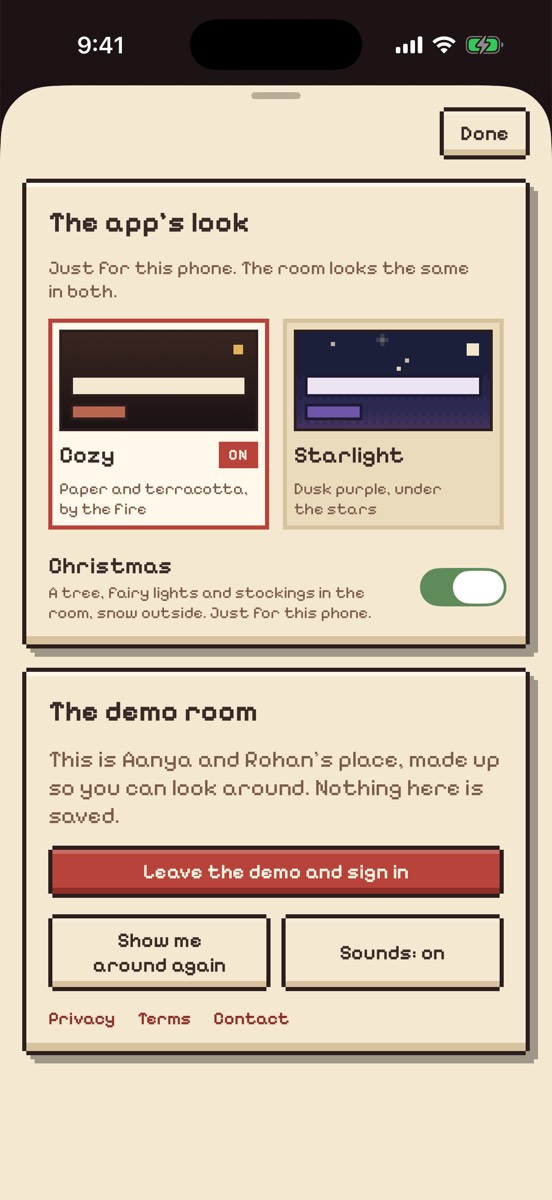 9:41
Done
The app's look
Just for this phone. The room looks the same
in both.
Cozy
ON
Paper and terracotta,
by the fire
Starlight
Dusk purple, under
the stars
Christmas
A tree, fairy lights and stockings in the
room, snow outside. Just for this phone.
The demo room
This is Aanya and Rohan's place, made up
so you can look around. Nothing here is
saved.
Leave the demo and sign in
Show me
around again
Sounds: on
Privacy Terms Contact